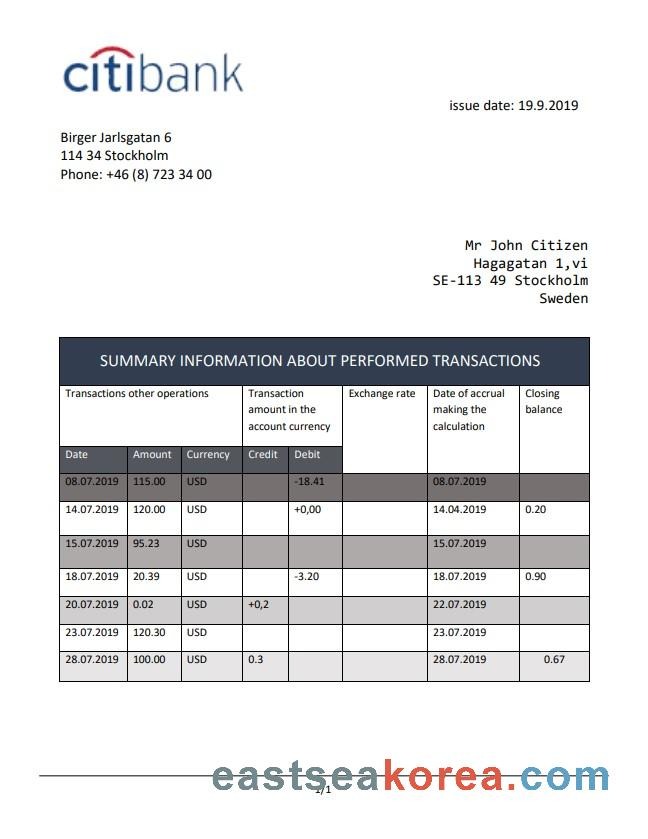 citibank
issue date: 19.9.2019
Birger Jarlsgatan 6
114 34 Stockholm
Phone: +46 (8) 723 34 00
Mr John Citizen
Hagagatan 1,vi
SE-113 49 Stockholm
Sweden
SUMMARY INFORMATION ABOUT PERFORMED TRANSACTIONS
Transactions other operations Transaction amount in the account currency Exchange rate Date of accrual making the calculation Closing balance
Date Amount Currency Credit Debit
08.07.2019 115.00 USD -18.41 08.07.2019
14.07.2019 120.00 USD +0,00 14.04.2019 0.20
15.07.2019 95.23 USD 15.07.2019
18.07.2019 20.39 USD -3.20 18.07.2019 0.90
20.07.2019 0.02 USD +0,2 22.07.2019
23.07.2019 120.30 USD 23.07.2019
28.07.2019 100.00 USD 0.3 28.07.2019 0.67
eastseakorea.com
1/1